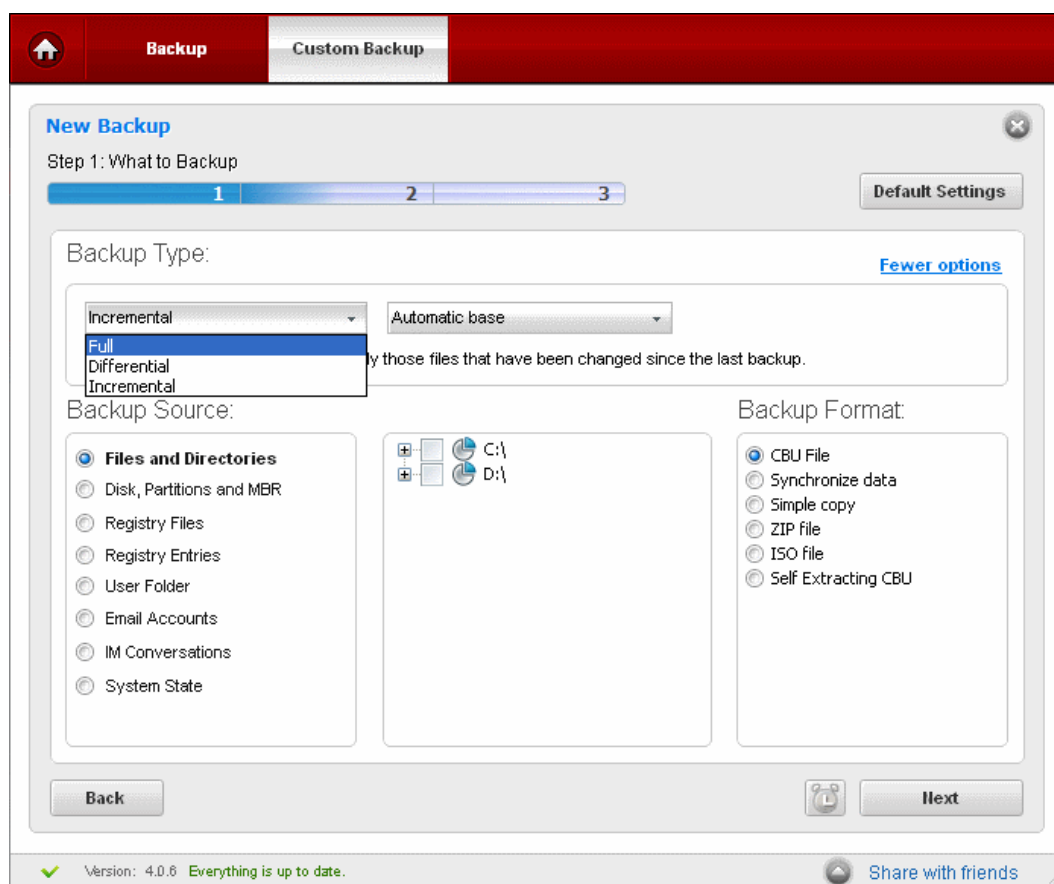 Backup
Custom Backup
New Backup
Step 1: What to Backup
1 2 3
Default Settings
Backup Type:
Fewer options
Incremental
Automatic base
Full
Differential
Incremental
those files that have been changed since the last backup.
Backup Source:
Files and Directories
Disk, Partitions and MBR
Registry Files
Registry Entries
User Folder
Email Accounts
IM Conversations
System State
C:\
D:\
Backup Format:
CBU File
Synchronize data
Simple copy
ZIP file
ISO file
Self Extracting CBU
Back
Next
Version: 4.0.6 Everything is up to date.
Share with friends